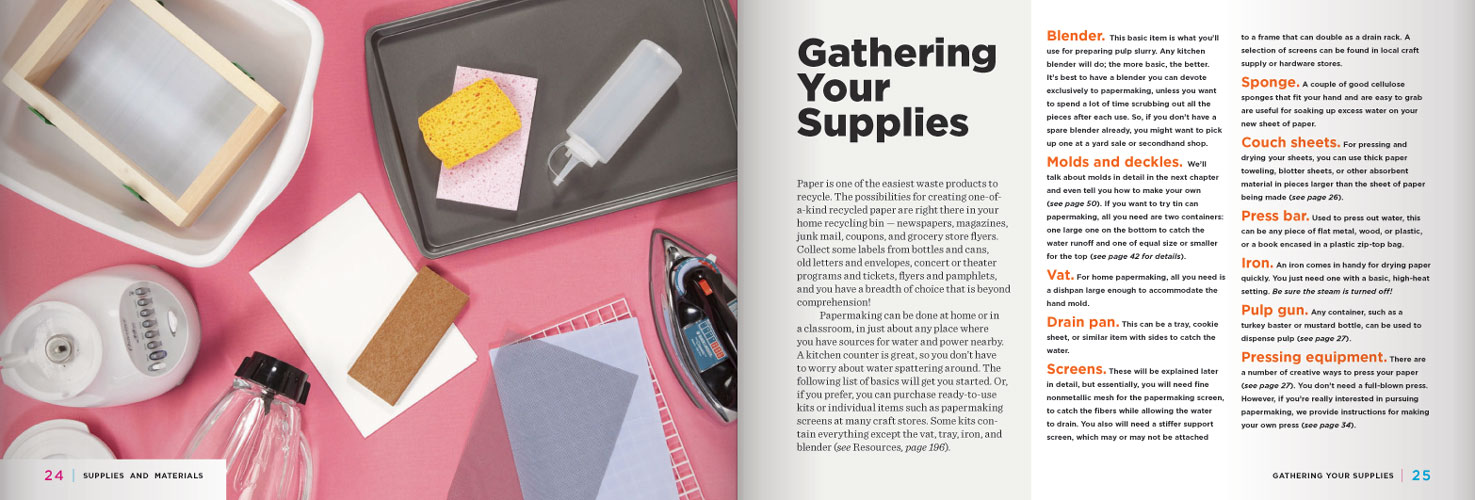 24 | SUPPLIES AND MATERIALS
Gathering
Your
Supplies
Paper is one of the easiest waste products to
recycle. The possibilities for creating one-of-
a-kind recycled paper are right there in your
home recycling bin — newspapers, magazines,
junk mail, coupons, and grocery store flyers.
Collect some labels from bottles and cans,
old letters and envelopes, concert or theater
programs and tickets, flyers and pamphlets,
and you have a breadth of choice that is beyond
comprehension!
Papermaking can be done at home or in
a classroom, in just about any place where
you have sources for water and power nearby.
A kitchen counter is great, so you don’t have
to worry about water spattering around. The
following list of basics will get you started. Or,
if you prefer, you can purchase ready-to-use
kits or individual items such as papermaking
screens at many craft stores. Some kits con-
tain everything except the vat, tray, iron, and
blender (see Resources, page 196).
Blender. This basic item is what you’ll
use for preparing pulp slurry. Any kitchen
blender will do; the more basic, the better.
It’s best to have a blender you can devote
exclusively to papermaking, unless you want
to spend a lot of time scrubbing out all the
pieces after each use. So, if you don’t have a
spare blender already, you might want to pick
up one at a yard sale or secondhand shop.
Molds and deckles. We’ll
talk about molds in detail in the next chapter
and even tell you how to make your own
(see page 50). If you want to try tin can
papermaking, all you need are two containers:
one large one on the bottom to catch the
water runoff and one of equal size or smaller
for the top (see page 42 for details).
Vat. For home papermaking, all you need is
a dishpan large enough to accommodate the
hand mold.
Drain pan. This can be a tray, cookie
sheet, or similar item with sides to catch the
water.
Screens. These will be explained later
in detail, but essentially, you will need fine
nonmetallic mesh for the papermaking screen,
to catch the fibers while allowing the water
to drain. You also will need a stiffer support
screen, which may or may not be attached
to a frame that can double as a drain rack. A
selection of screens can be found in local craft
supply or hardware stores.
Sponge. A couple of good cellulose
sponges that fit your hand and are easy to grab
are useful for soaking up excess water on your
new sheet of paper.
Couch sheets. For pressing and
drying your sheets, you can use thick paper
toweling, blotter sheets, or other absorbent
material in pieces larger than the sheet of paper
being made (see page 26).
Press bar. Used to press out water, this
can be any piece of flat metal, wood, or plastic,
or a book encased in a plastic zip-top bag.
Iron. An iron comes in handy for drying paper
quickly. You just need one with a basic, high-heat
setting. Be sure the steam is turned off!
Pulp gun. Any container, such as a
turkey baster or mustard bottle, can be used to
dispense pulp (see page 27).
Pressing equipment. There are
a number of creative ways to press your paper
(see page 27). You don’t need a full-blown press.
However, if you’re really interested in pursuing
papermaking, we provide instructions for making
your own press (see page 34).
GATHERING YOUR SUPPLIES | 25